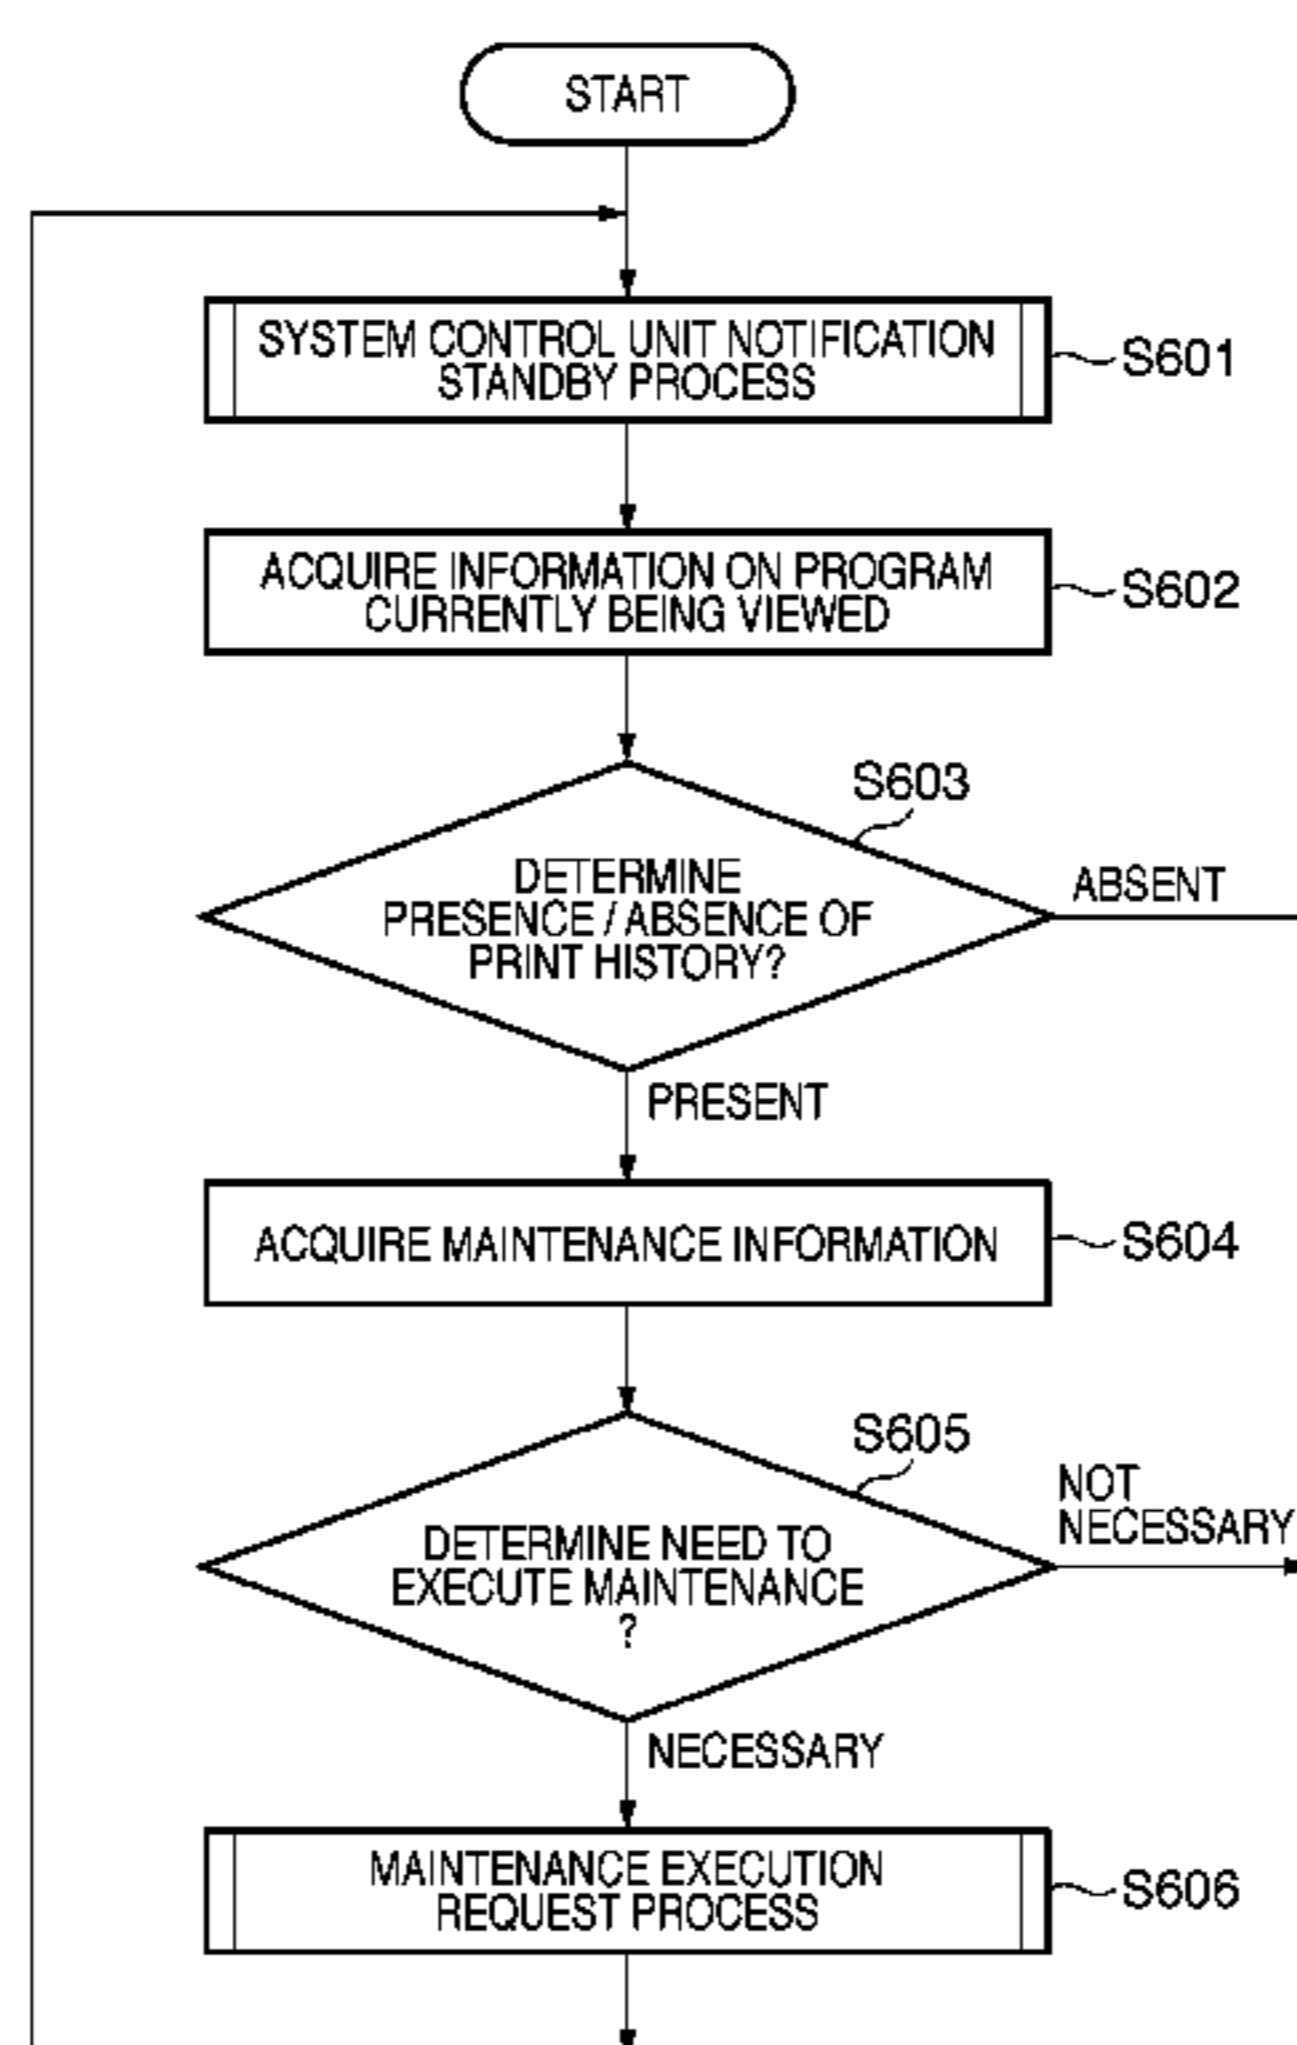 START
SYSTEM CONTROL UNIT NOTIFICATION
STANDBY PROCESS
S601
ACQUIRE INFORMATION ON PROGRAM
CURRENTLY BEING VIEWED
S602
S603
DETERMINE
PRESENCE / ABSENCE OF
PRINT HISTORY?
ABSENT
PRESENT
ACQUIRE MAINTENANCE INFORMATION
S604
S605
DETERMINE NEED TO
EXECUTE MAINTENANCE
?
NOT
NECESSARY
NECESSARY
MAINTENANCE EXECUTION
REQUEST PROCESS
S606